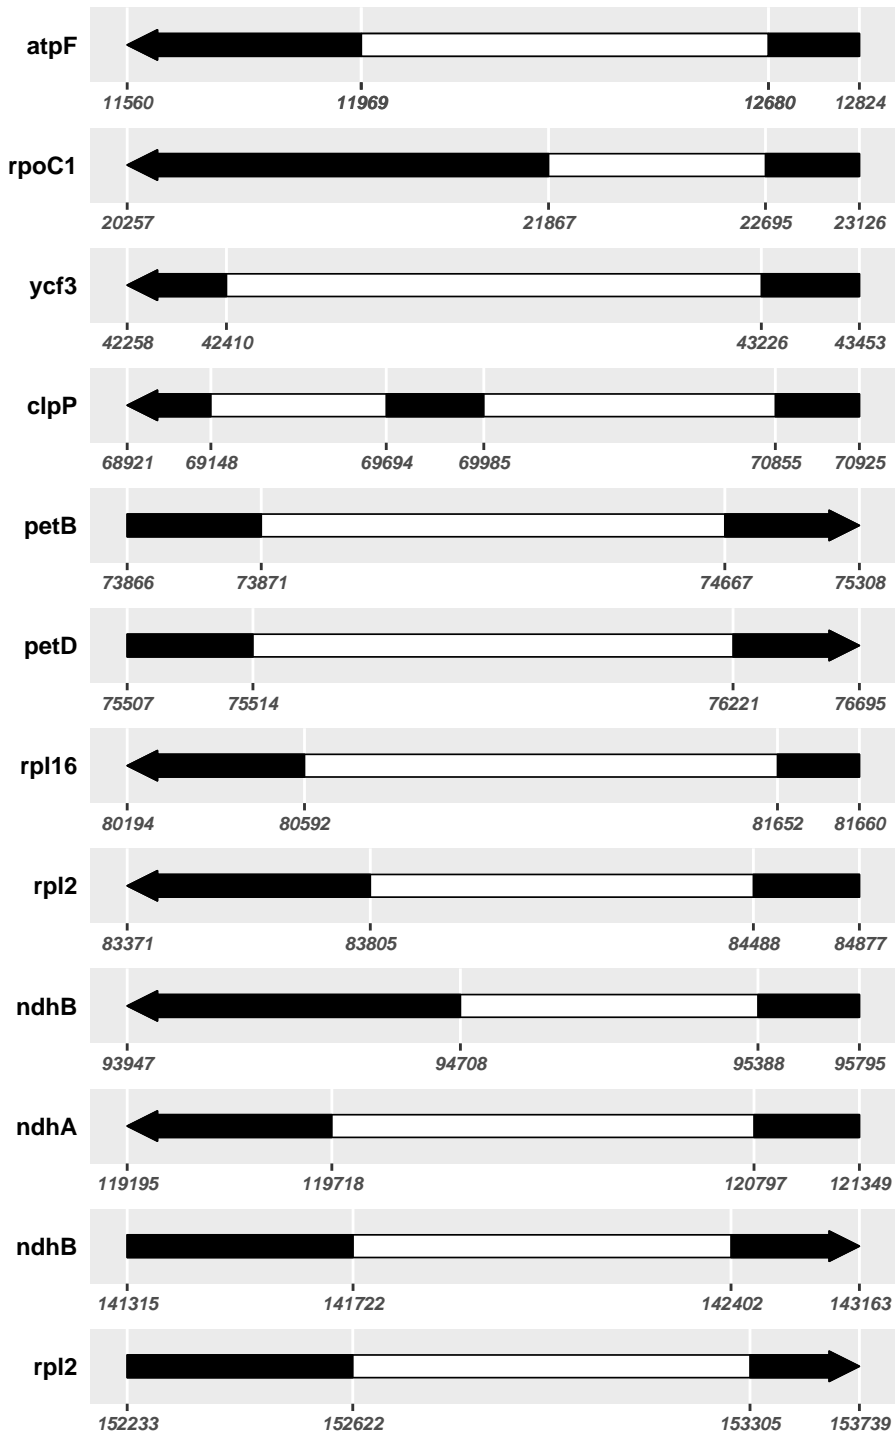 atpF
11560 11969 12680 12824
rpoC1
20257 21867 22695 23126
ycf3
42258 42410 43226 43453
clpP
68921 69148 69694 69985 70855 70925
petB
73866 73871 74667 75308
petD
75507 75514 76221 76695
rpl16
80194 80592 81652 81660
rpl2
83371 83805 84488 84877
ndhB
93947 94708 95388 95795
ndhA
119195 119718 120797 121349
ndhB
141315 141722 142402 143163
rpl2
152233 152622 153305 153739